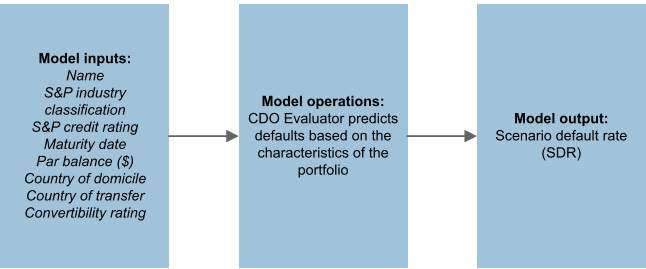 Model inputs:
Name
S&P industry
classification
S&P credit rating
Maturity date
Par balance ($)
Country of domicile
Country of transfer
Convertibility rating
Model operations:
CDO Evaluator predicts
defaults based on the
characteristics of the
portfolio
Model output:
Scenario default rate
(SDR)